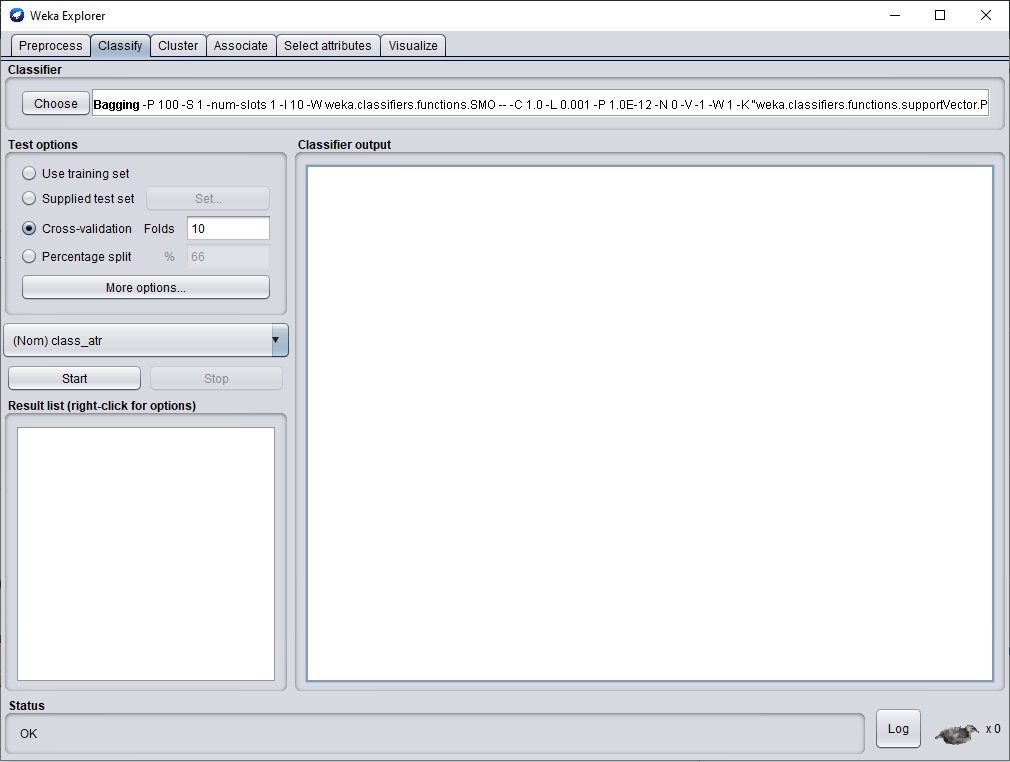 Weka Explorer
Preprocess Classify Cluster Associate Select attributes Visualize
Classifier
Choose Bagging -P 100 -S 1 -num-slots 1 -I 10 -W weka.classifiers.functions.SMO -- -C 1.0 -L 0.001 -P 1.0E-12 -N 0 -V -1 -W 1 -K "weka.classifiers.functions.supportVector.P
Test options
Use training set
Supplied test set Set...
Cross-validation Folds 10
Percentage split % 66
More options...
(Nom) class_atr
Start Stop
Result list (right-click for options)
Classifier output
Status
OK
Log x 0